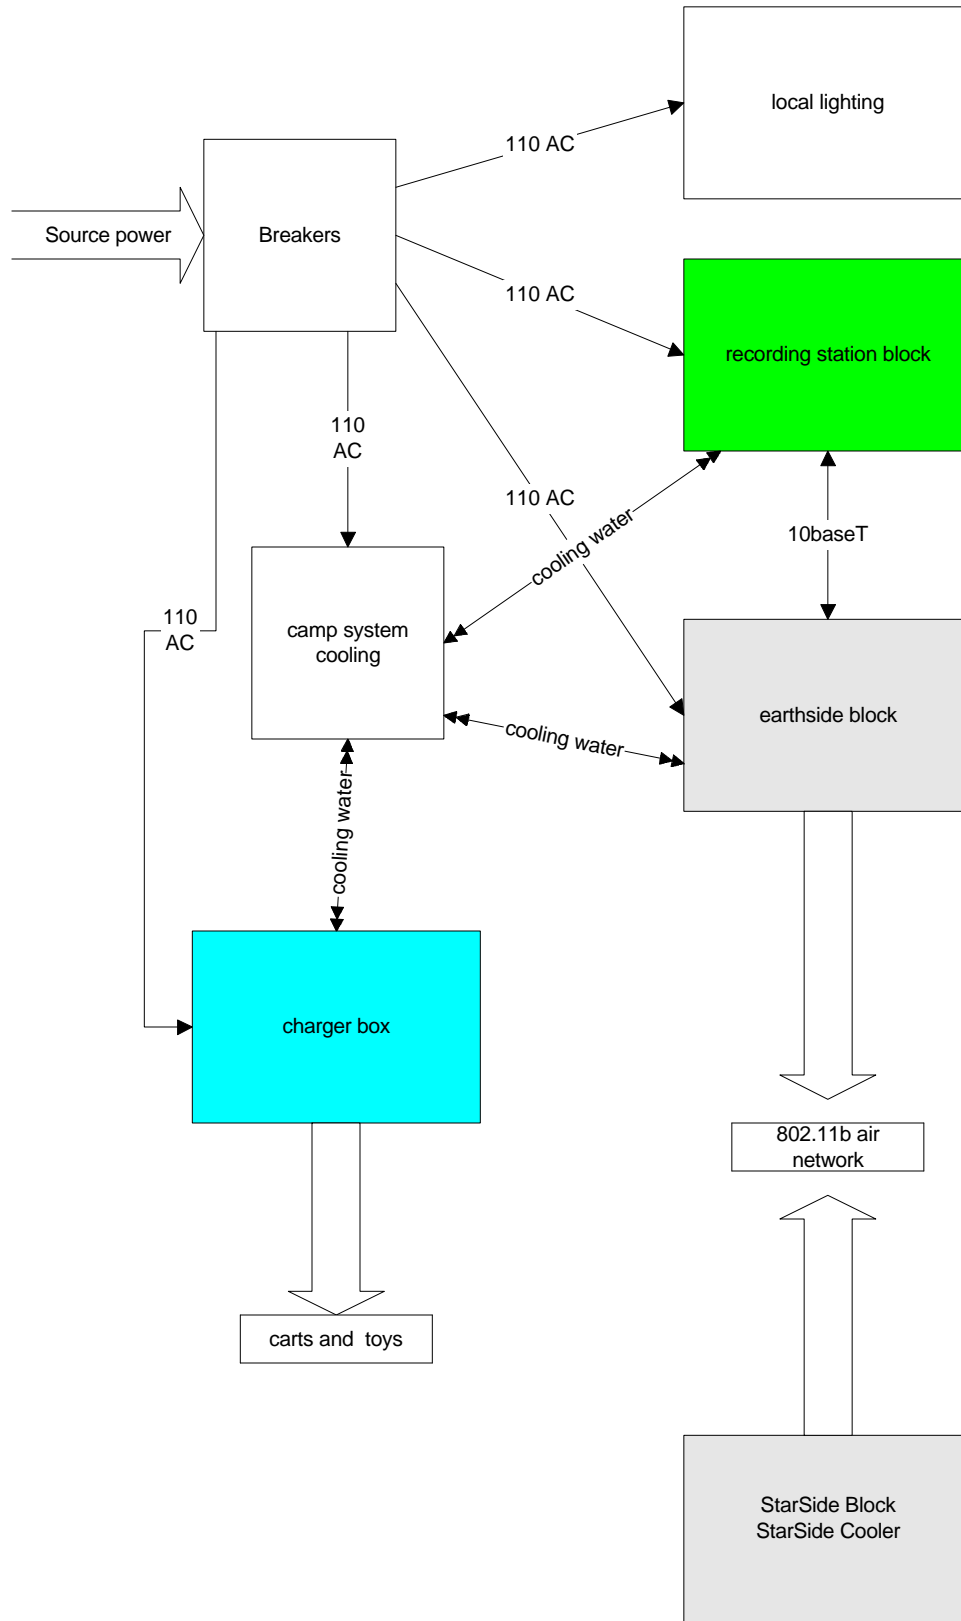 local lighting
110 AC
Source power
Breakers
110 AC
recording station block
110
AC
110 AC
cooling water
10baseT
110
AC
camp system
cooling
earthside block
cooling water
cooling water
charger box
802.11b air
network
carts and  toys
StarSide Block
StarSide Cooler